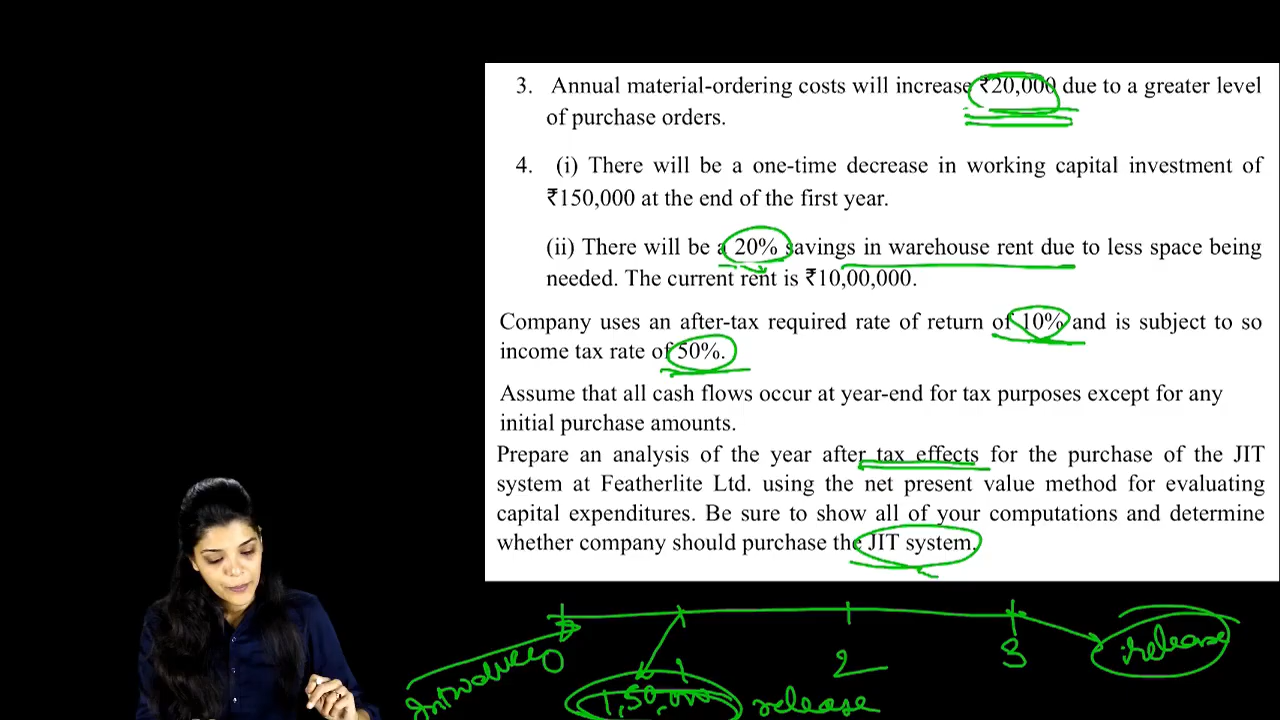 3. Annual material-ordering costs will increase ₹20,000 due to a greater level
of purchase orders.
4. (i) There will be a one-time decrease in working capital investment of
₹150,000 at the end of the first year.
(ii) There will be a 20% savings in warehouse rent due to less space being
needed. The current rent is ₹10,00,000.
Company uses an after-tax required rate of return of 10% and is subject to so
income tax rate of 50%.
Assume that all cash flows occur at year-end for tax purposes except for any
initial purchase amounts.
Prepare an analysis of the year after tax effects for the purchase of the JIT
system at Featherlite Ltd. using the net present value method for evaluating
capital expenditures. Be sure to show all of your computations and determine
whether company should purchase the JIT system.
0 1 2 3 release
1,50,000 release